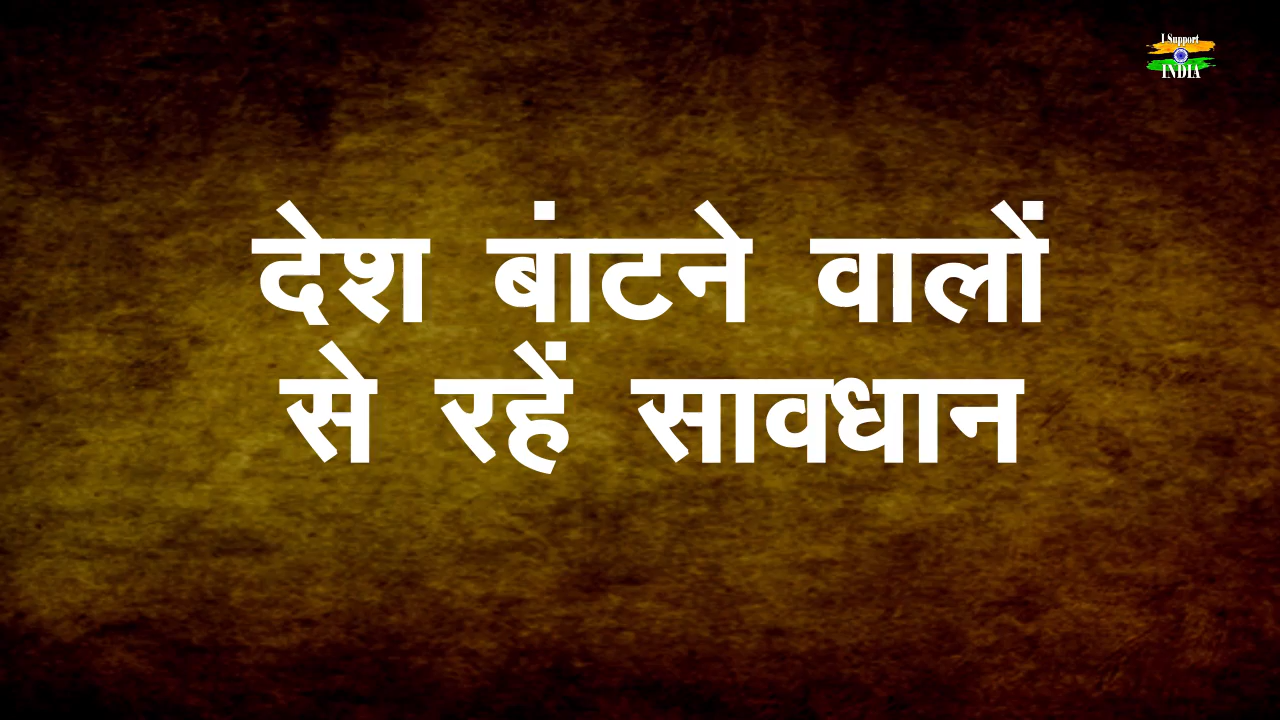 I Support
INDIA
देश बांटने वालों
से रहें सावधान